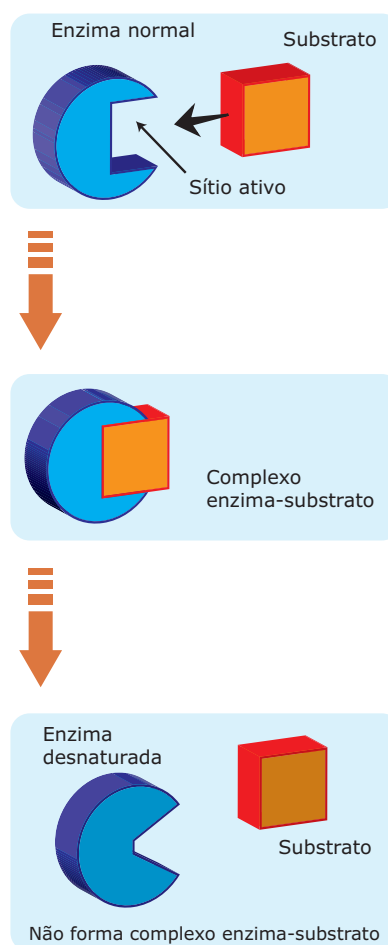 Enzima normal
Substrato
Sítio ativo
Complexo
enzima-substrato
Enzima
desnaturada
Substrato
Não forma complexo enzima-substrato